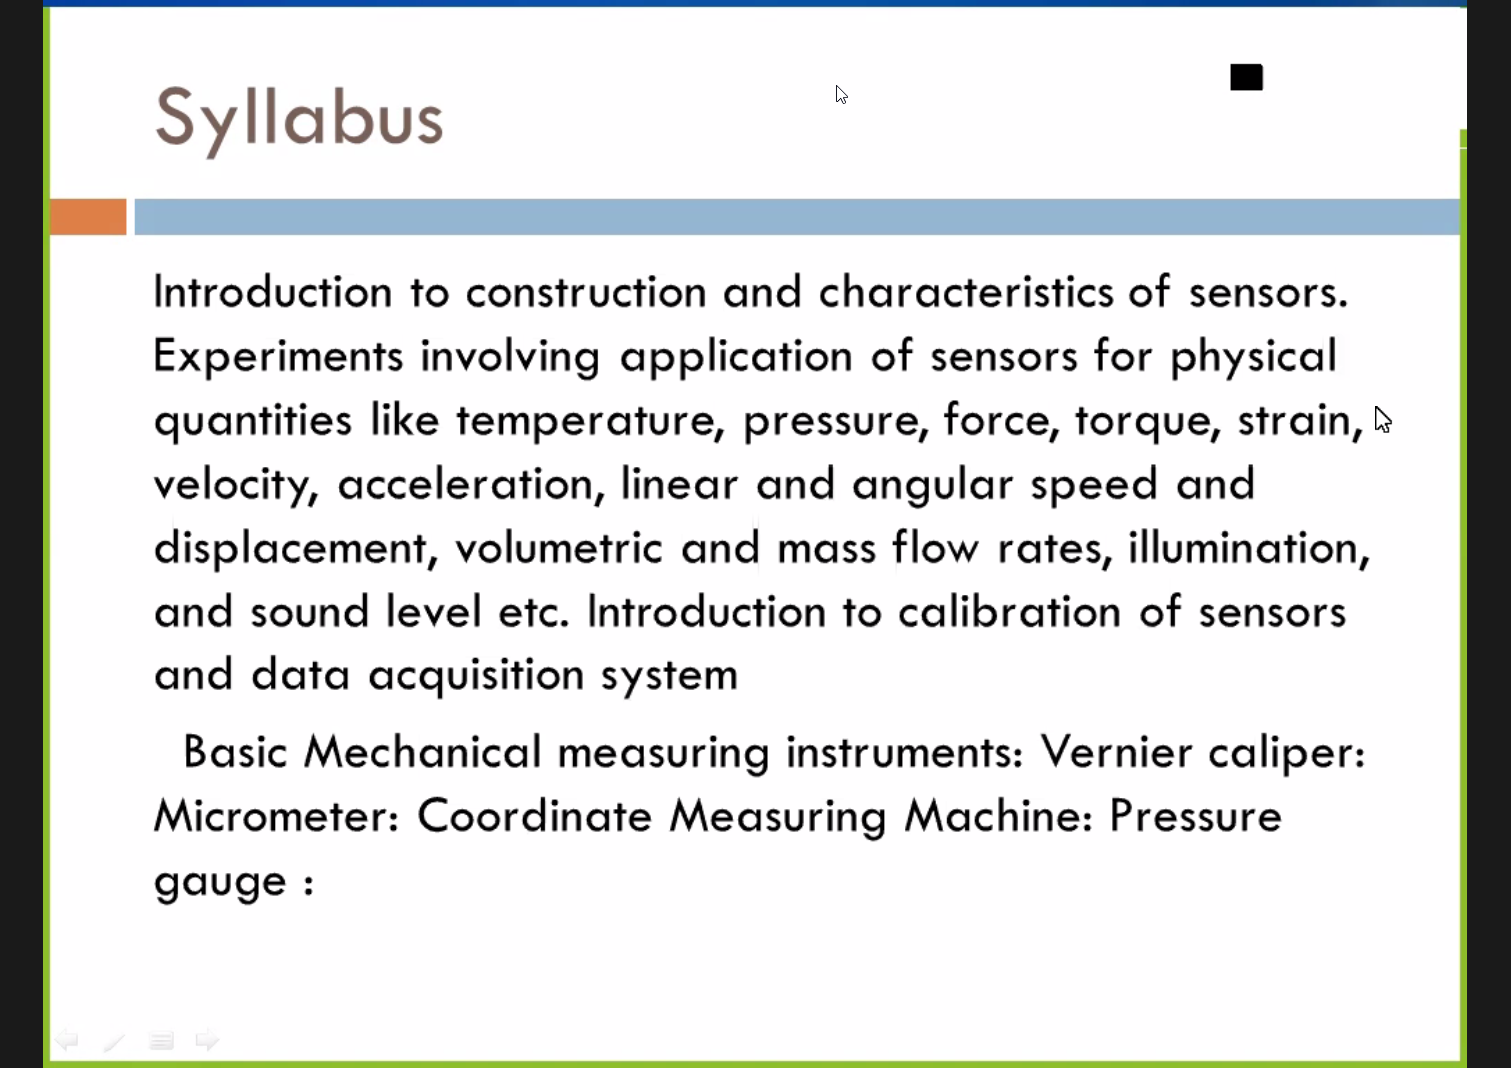 Syllabus
Introduction to construction and characteristics of sensors.
Experiments involving application of sensors for physical
quantities like temperature, pressure, force, torque, strain,
velocity, acceleration, linear and angular speed and
displacement, volumetric and mass flow rates, illumination,
and sound level etc. Introduction to calibration of sensors
and data acquisition system
Basic Mechanical measuring instruments: Vernier caliper:
Micrometer: Coordinate Measuring Machine: Pressure
gauge :